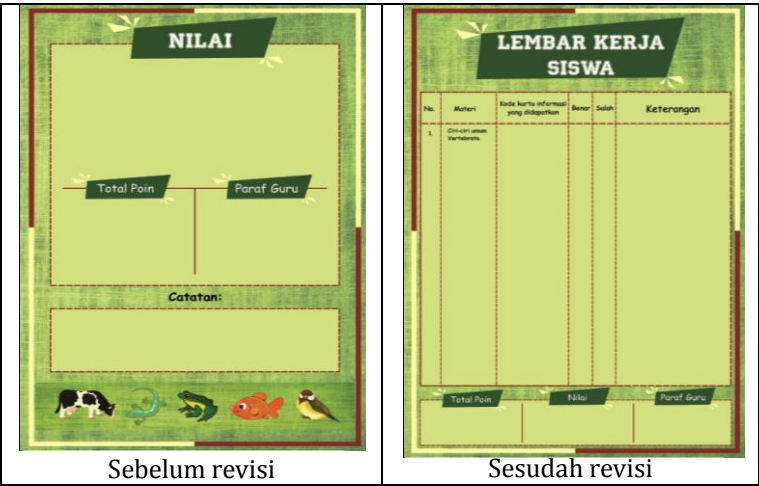 NILAI
Total Poin
Paraf Guru
Catatan:
Sebelum revisi
LEMBAR KERJA
SISWA
No.
Materi
Kode kartu informasi
yang didapatkan
Benar
Salah
Keterangan
1.
Ciri-ciri umum
Vertebrata
Total Poin
Nilai
Paraf Guru
Sesudah revisi